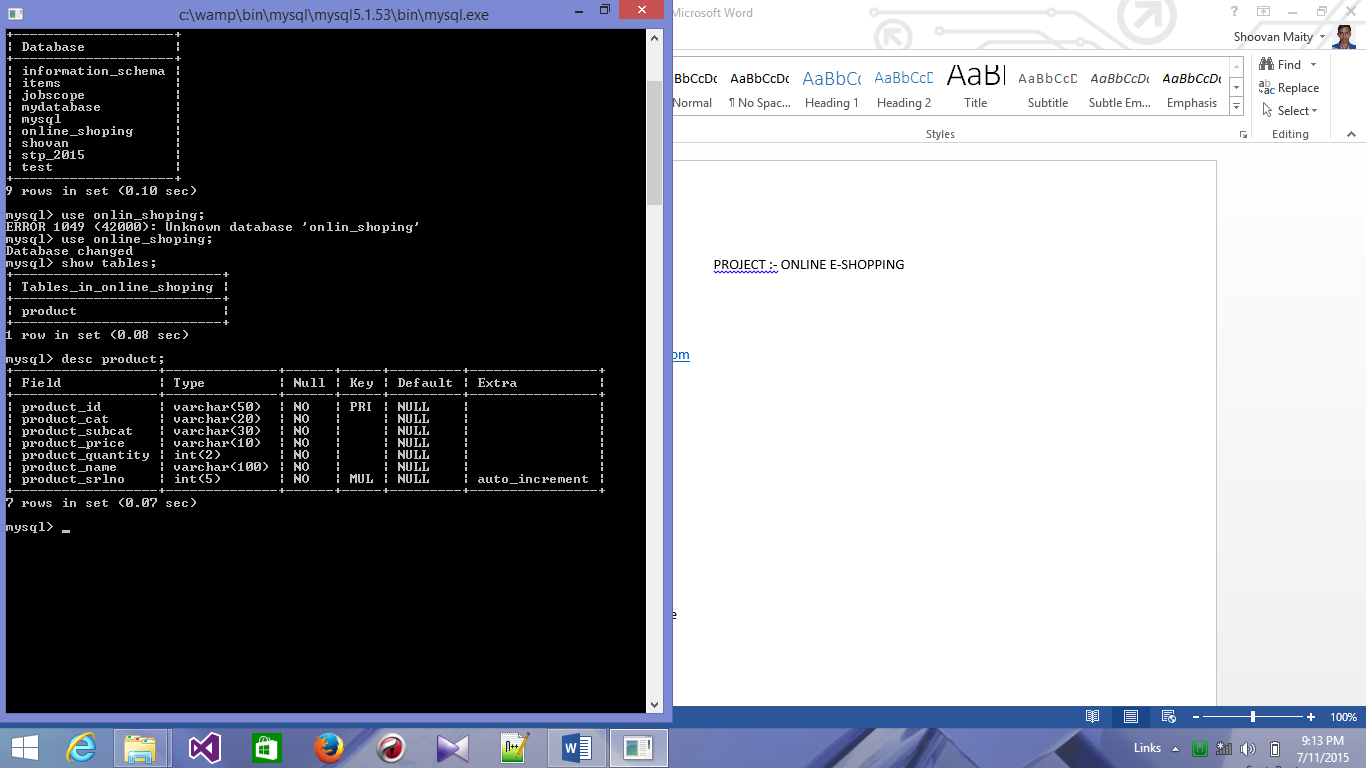 c:\wamp\bin\mysql\mysql5.1.53\bin\mysql.exe
+--------------------+
| Database           |
+--------------------+
| information_schema |
| items              |
| jobscope           |
| mydatabase         |
| mysql              |
| online_shoping     |
| shovan             |
| stp_2015           |
| test               |
+--------------------+
9 rows in set (0.10 sec)
mysql> use onlin_shoping;
ERROR 1049 (42000): Unknown database 'onlin_shoping'
mysql> use online_shoping;
Database changed
mysql> show tables;
+--------------------------+
| Tables_in_online_shoping |
+--------------------------+
| product                  |
+--------------------------+
1 row in set (0.08 sec)
mysql> desc product;
+------------------+--------------+------+-----+---------+----------------+
| Field            | Type         | Null | Key | Default | Extra          |
+------------------+--------------+------+-----+---------+----------------+
| product_id       | varchar(50)  | NO   | PRI | NULL    |                |
| product_cat      | varchar(20)  | NO   |     | NULL    |                |
| product_subcat   | varchar(30)  | NO   |     | NULL    |                |
| product_price    | varchar(10)  | NO   |     | NULL    |                |
| product_quantity | int(2)       | NO   |     | NULL    |                |
| product_name     | varchar(100) | NO   |     | NULL    |                |
| product_srlno    | int(5)       | NO   | MUL | NULL    | auto_increment |
+------------------+--------------+------+-----+---------+----------------+
7 rows in set (0.07 sec)
mysql> _
Microsoft Word
Shoovan Maity
AaBbCcDc AaBbCc AaBbCcD AaB AaBbCcD AaBbCcDc AaBbCcDc
Normal ¶ No Spac... Heading 1 Heading 2 Title Subtitle Subtle Em... Emphasis
Styles
Find
Replace
Select
Editing
PROJECT :- ONLINE E-SHOPPING
om
e
100%
Links
9:13 PM
7/11/2015